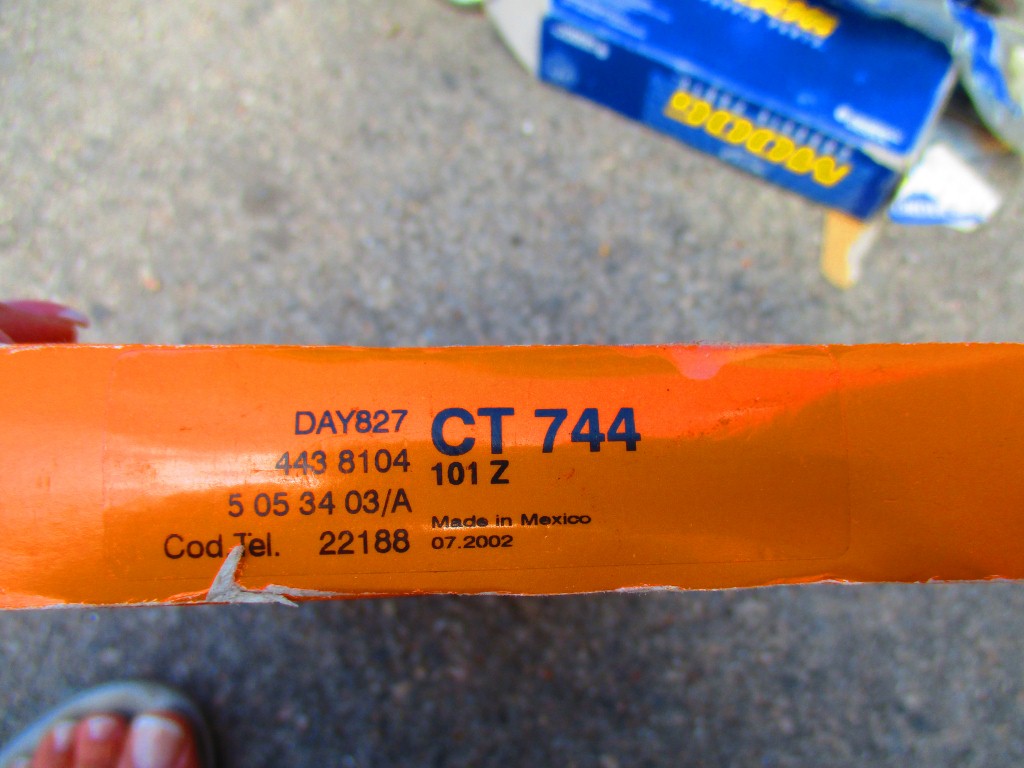 DAY827
443 8104
5 05 34 03/A
Cod Tel. 22188
CT 744
101 Z
Made in Mexico
07.2002